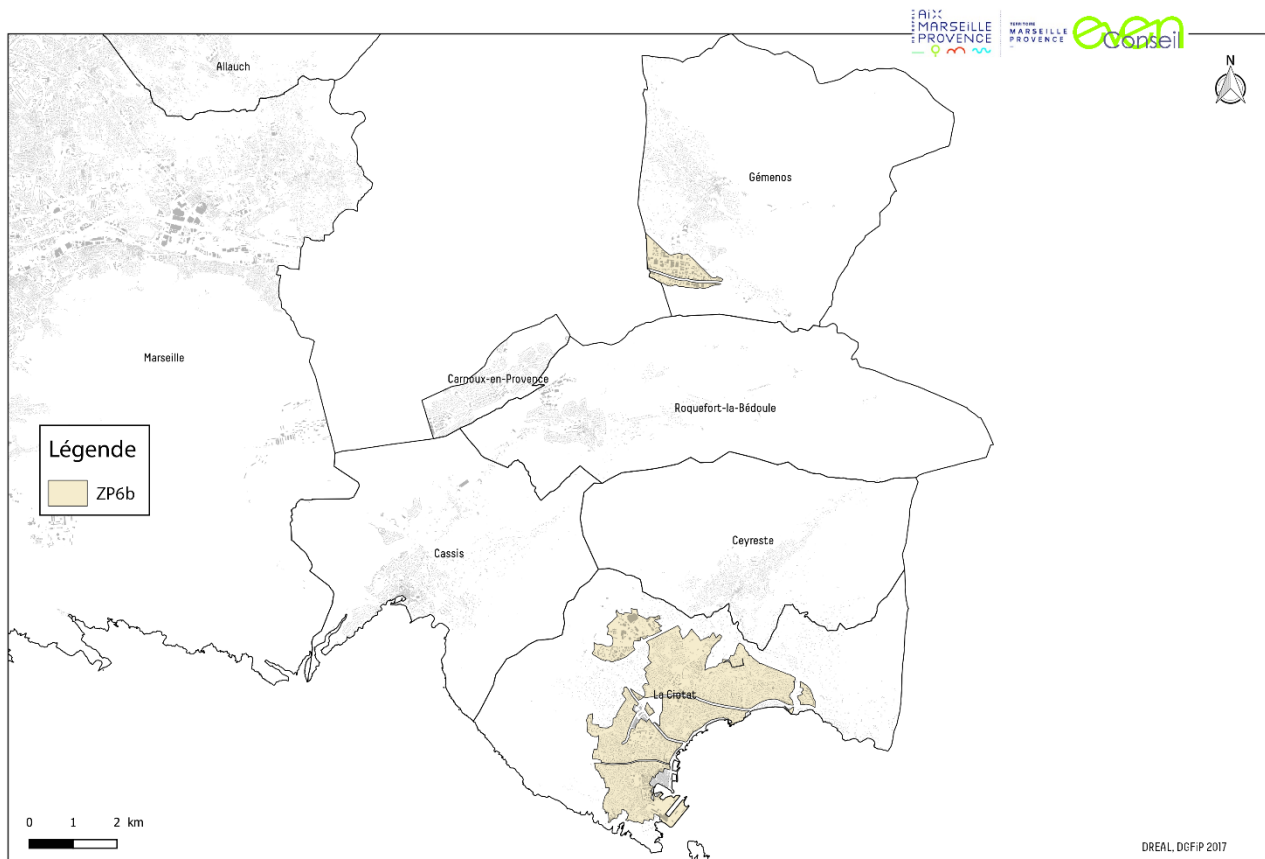 AIX
MARSEILLE
PROVENCE
TERRITOIRE
MARSEILLE
PROVENCE
even
Conseil
N
Allauch
Gémenos
Marseille
Carnoux-en-Provence
Roquefort-la-Bédoule
Légende
ZP6b
Cassis
Ceyreste
La Ciotat
0 1 2 km
DREAL, DGFiP 2017